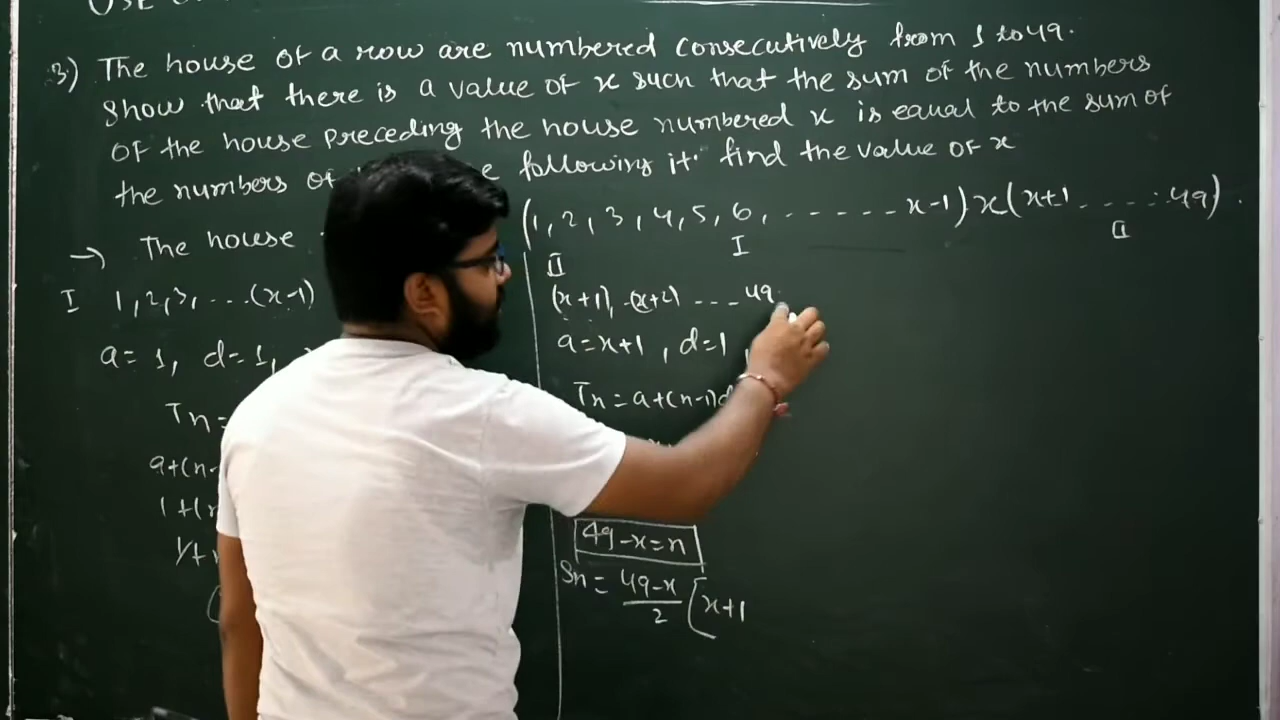 USE
3) The house of a row are numbered consecutively from 1 to 49.
Show that there is a value of x such that the sum of the numbers
of the house preceding the house numbered x is equal to the sum of
the numbers of following it. find the value of x
→ The house (1, 2, 3, 4, 5, 6, ------ x-1) x (x+1 ----- 49).
I II
I 1, 2, 3, ...(x-1)
a = 1, d = 1,
Tn =
a+(n-
1+(n
1+
II
(x+1), (x+2) --- 49
a = x+1, d = 1,
Tn = a+(n-1)d
49-x = n
Sn = 49-x/2 [x+1